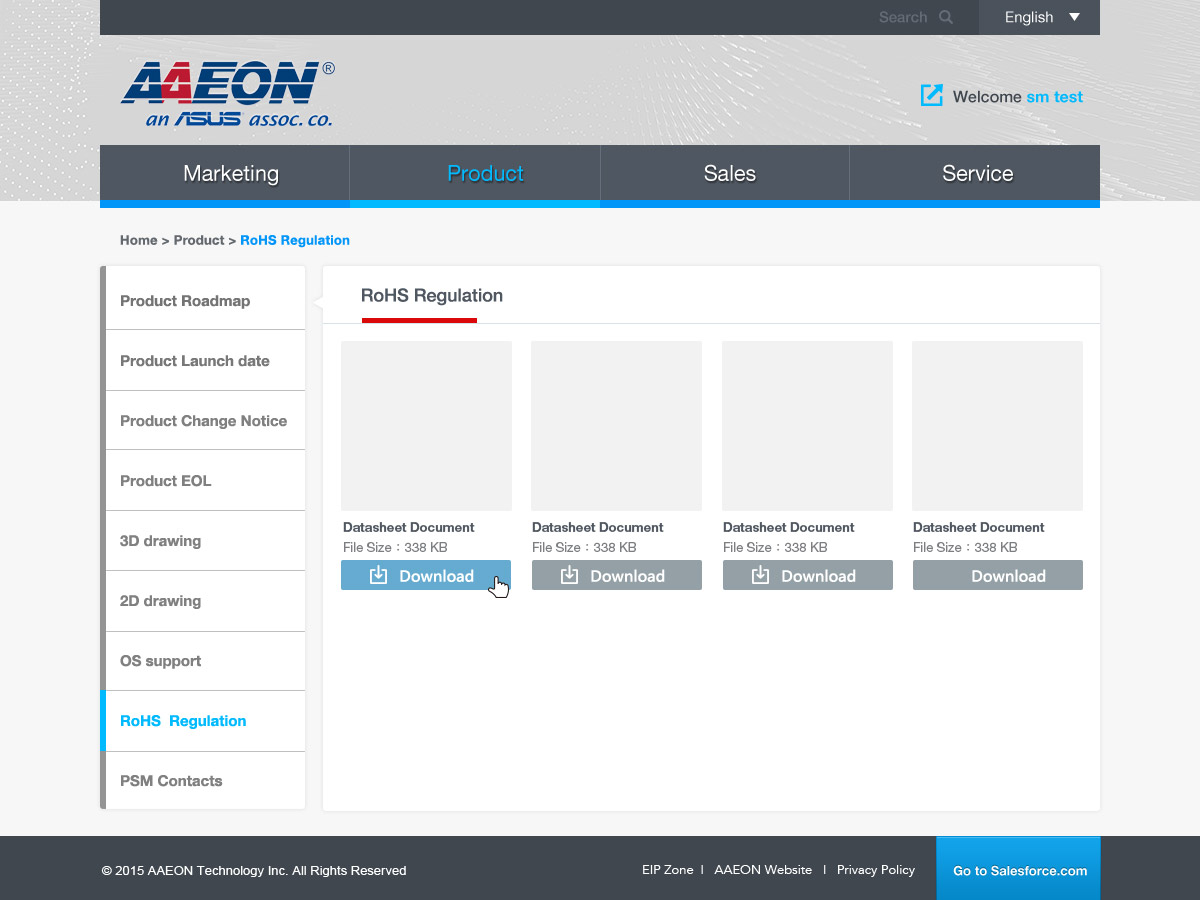 Search
English
AAEON®
an ASUS assoc. co.
Welcome sm test
Marketing
Product
Sales
Service
Home > Product > RoHS Regulation
Product Roadmap
Product Launch date
Product Change Notice
Product EOL
3D drawing
2D drawing
OS support
RoHS Regulation
PSM Contacts
RoHS Regulation
Datasheet Document
File Size：338 KB
Download
Datasheet Document
File Size：338 KB
Download
Datasheet Document
File Size：338 KB
Download
Datasheet Document
File Size：338 KB
Download
© 2015 AAEON Technology Inc. All Rights Reserved
EIP Zone | AAEON Website | Privacy Policy
Go to Salesforce.com